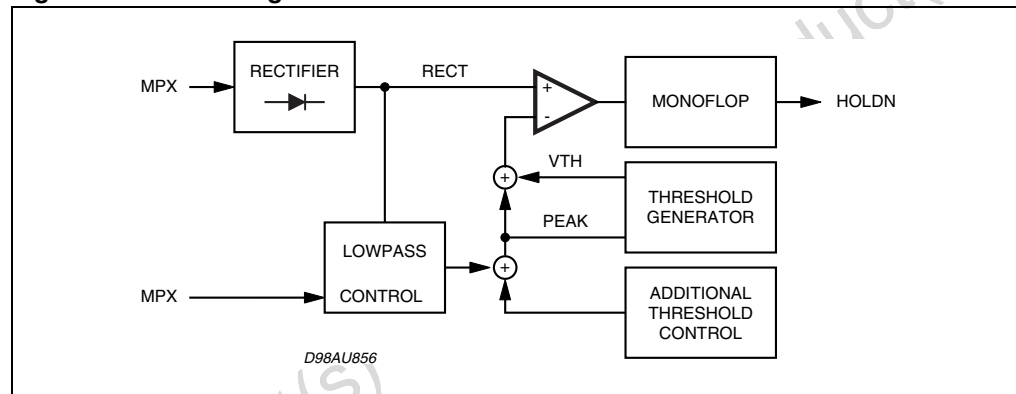 MPX
RECTIFIER
RECT
+
-
MONOFLOP
HOLDN
+
VTH
THRESHOLD
GENERATOR
PEAK
LOWPASS
CONTROL
MPX
+
ADDITIONAL
THRESHOLD
CONTROL
D98AU856